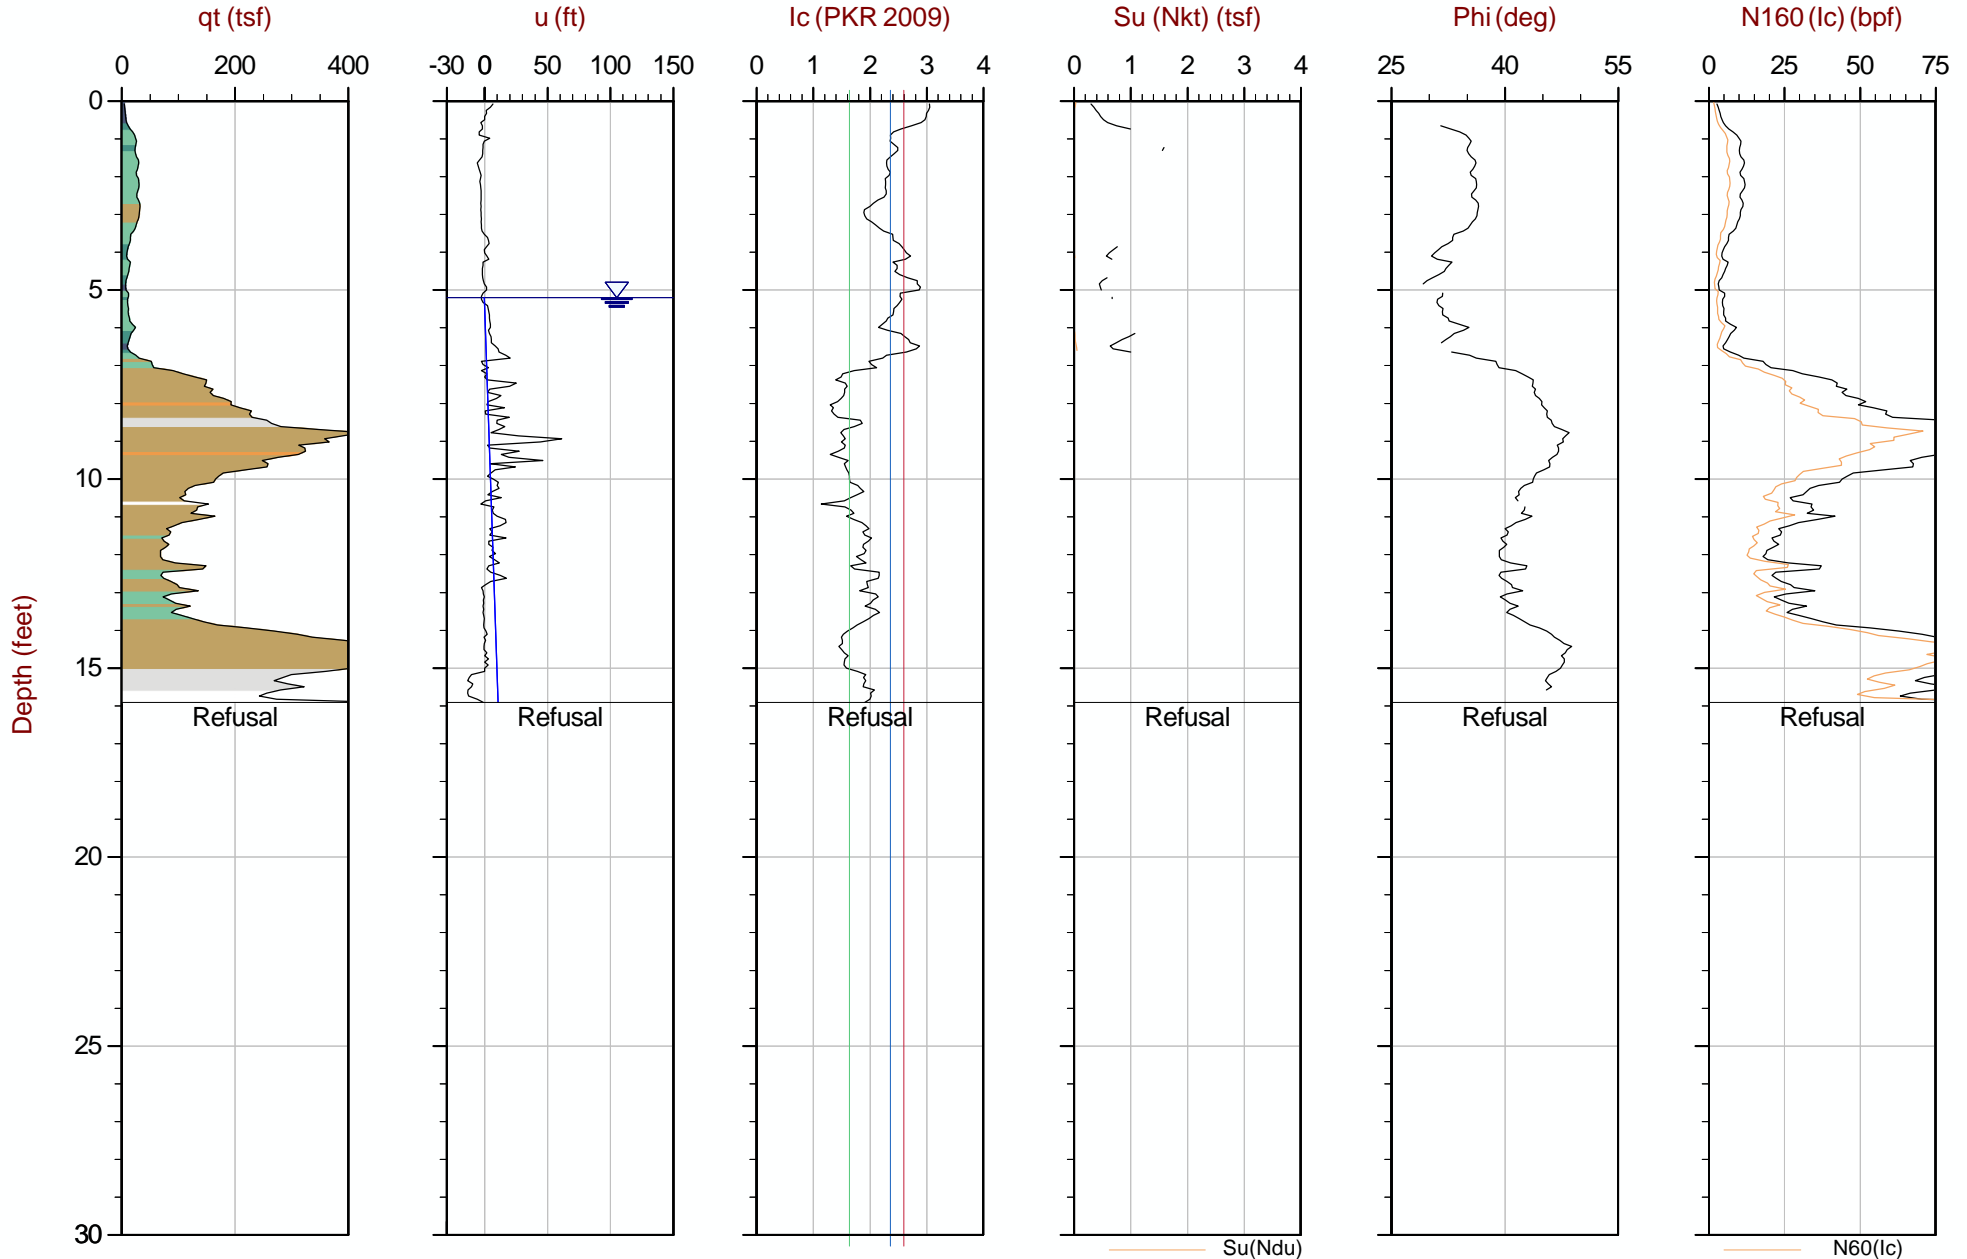 qt (tsf) u (ft) Ic (PKR 2009) Su (Nkt) (tsf) Phi (deg) N160 (Ic) (bpf)
0 200 400 -30 0 50 100 150 0 1 2 3 4 0 1 2 3 4 25 40 55 0 25 50 75
0
5
10
15
Depth (feet)
Refusal Refusal Refusal Refusal Refusal Refusal
20
25
30
Su(Ndu) N60(Ic)